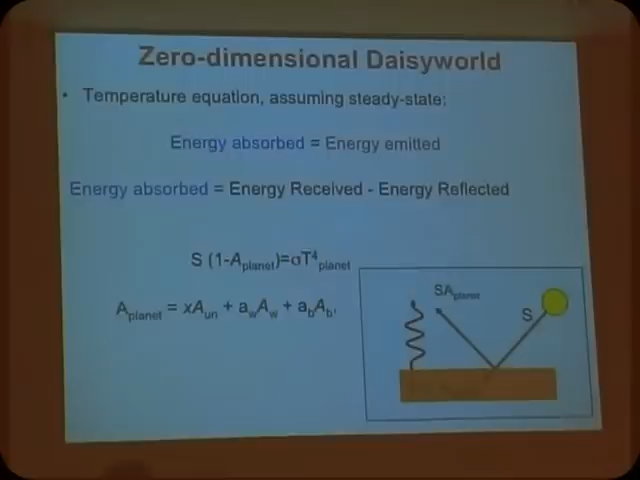 Zero-dimensional Daisyworld
• Temperature equation, assuming steady-state:
Energy absorbed = Energy emitted
Energy absorbed = Energy Received - Energy Reflected
S (1-A_planet)=σT⁴_planet
A_planet = xA_un + a_wA_w + a_bA_b,
SA_planet
S